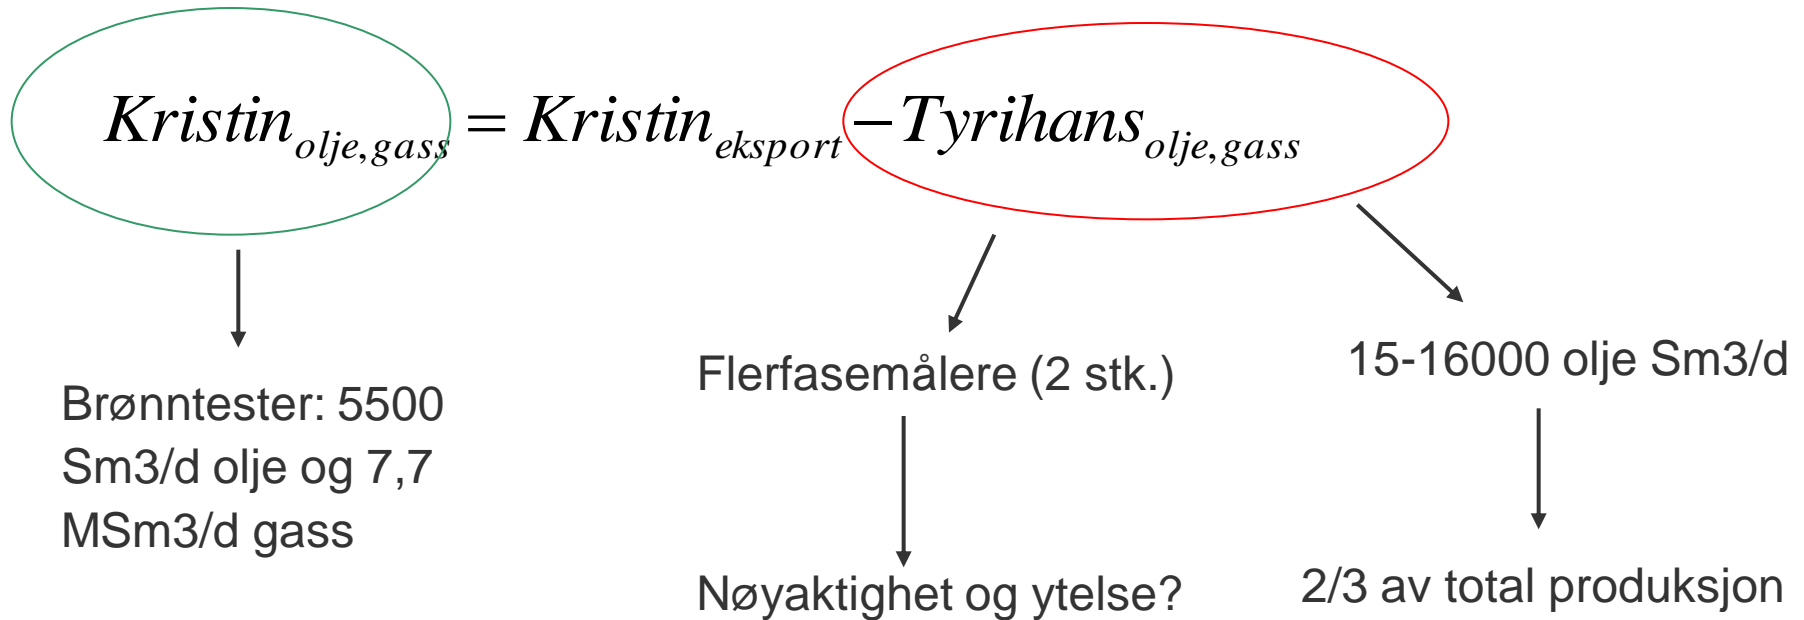 Kristin olje,gass = Kristin eksport − Tyrihans olje,gass
Brønntester: 5500
Sm3/d olje og 7,7
MSm3/d gass
Flerfasemålere (2 stk.)
Nøyaktighet og ytelse?
15-16000 olje Sm3/d
2/3 av total produksjon